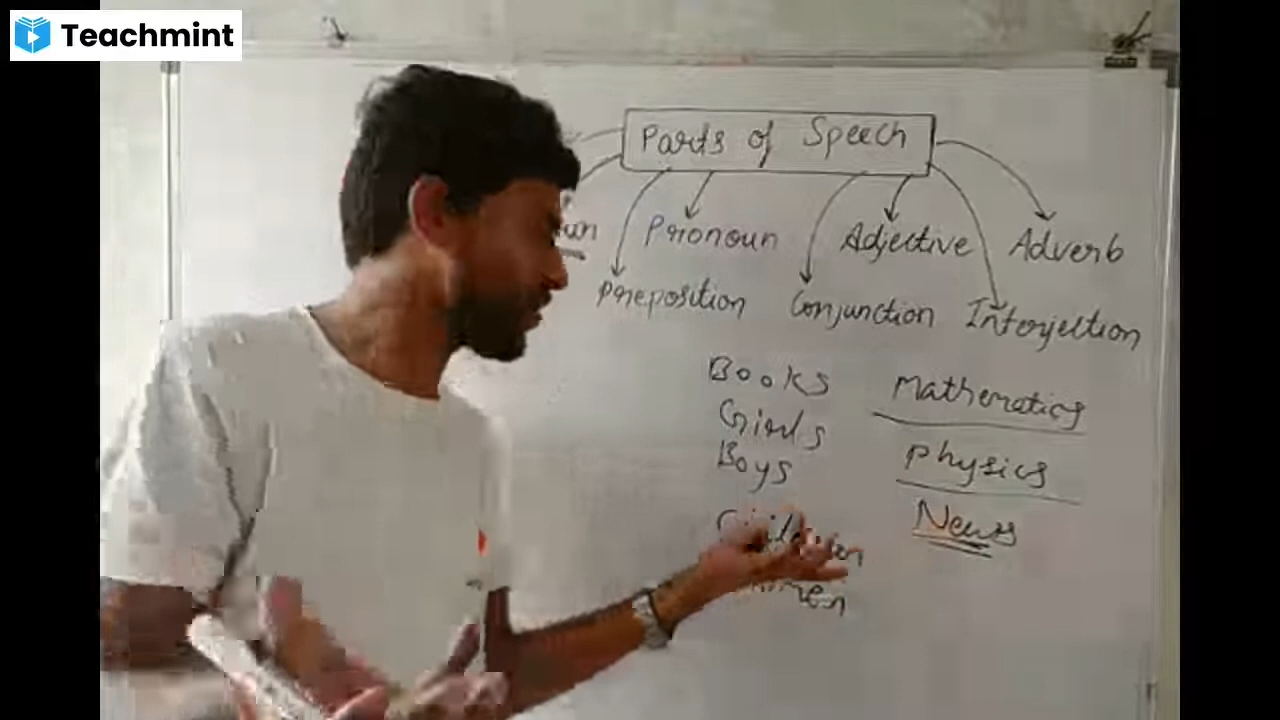 Teachmint
Parts of Speech
Pronoun Adjective Adverb
Preposition Conjunction Interjection
Books Mathematics
Girls
Boys Physics
News